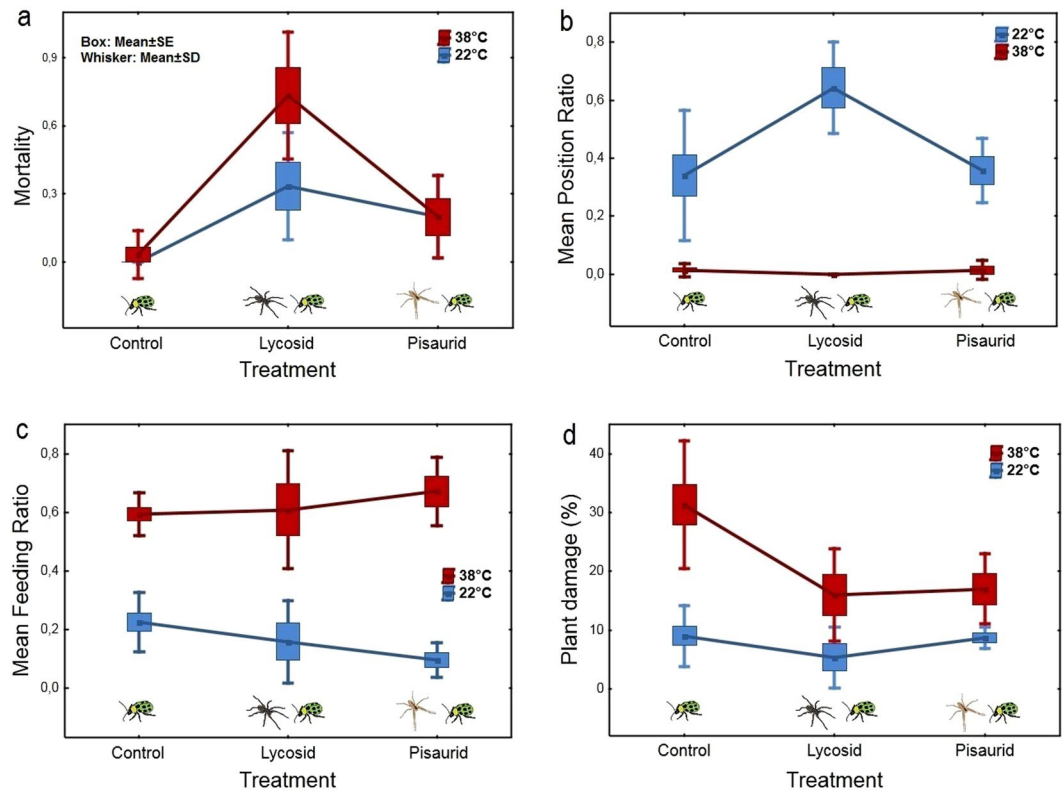 a
Box: Mean±SE
Whisker: Mean±SD
38°C
22°C
0,9
0,6
0,3
0,0
Mortality
Control Lycosid Pisaurid
Treatment
b
22°C
38°C
0,8
0,6
0,4
0,2
0,0
Mean Position Ratio
Control Lycosid Pisaurid
Treatment
c
38°C
22°C
0,8
0,6
0,4
0,2
0,0
Mean Feeding Ratio
Control Lycosid Pisaurid
Treatment
d
38°C
22°C
40
30
20
10
0
Plant damage (%)
Control Lycosid Pisaurid
Treatment